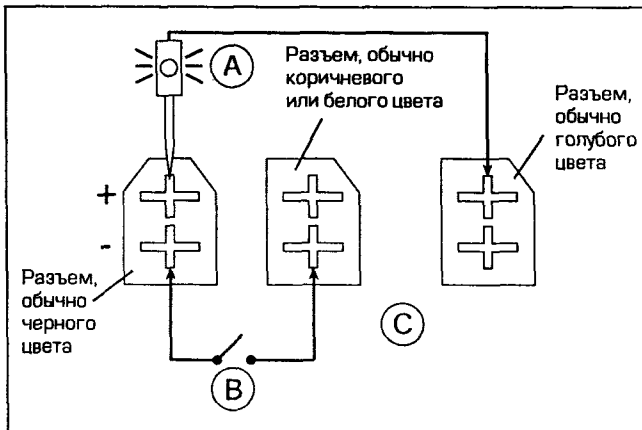 A
Разъем, обычно
коричневого
или белого цвета
Разъем,
обычно
голубого
цвета
+
-
Разъем,
обычно
черного
цвета
B
C